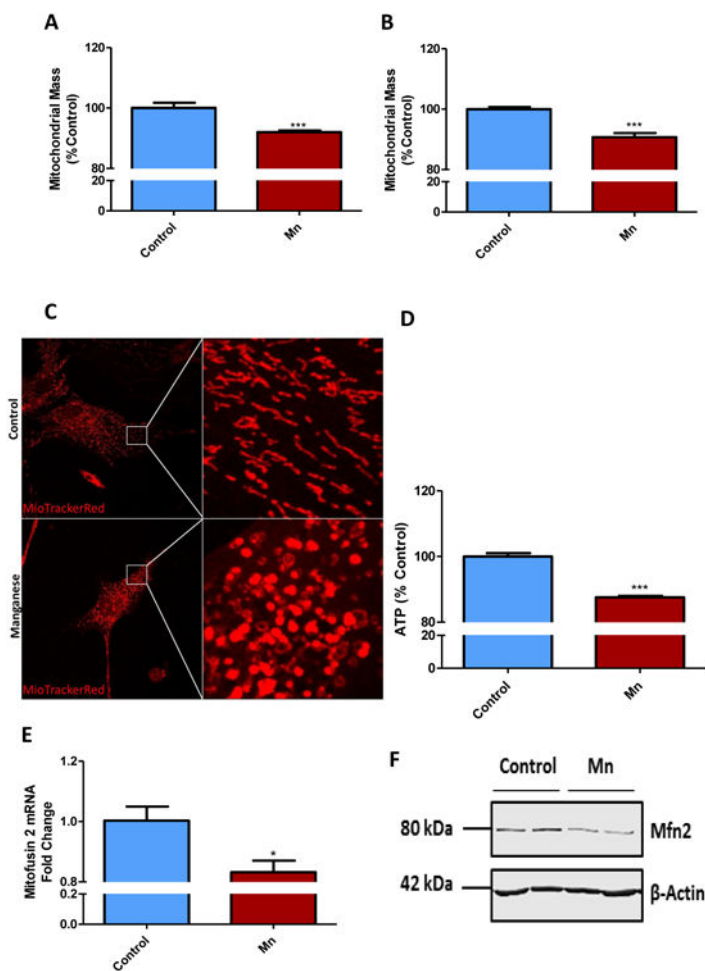 A
Mitochondrial Mass
(% Control)
120
100
80
20
0
***
Control
Mn
B
Mitochondrial Mass
(% Control)
120
100
80
20
0
***
Control
Mn
C
Control
MioTrackerRed
Manganese
MioTrackerRed
D
ATP (% Control)
120
100
80
20
0
***
Control
Mn
E
Mitofusin 2 mRNA
Fold Change
1.2
1.0
0.8
0.2
0.0
*
Control
Mn
F
Control Mn
80 kDa
Mfn2
42 kDa
β-Actin